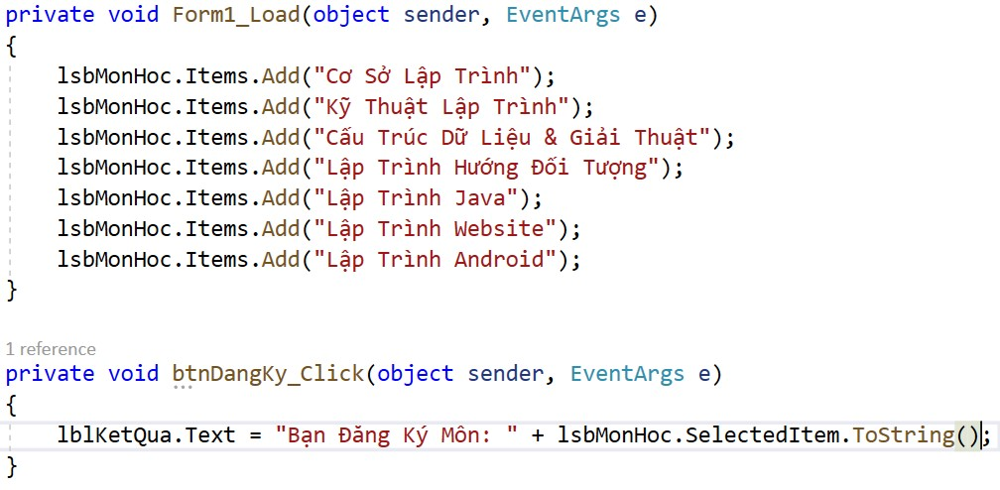 private void Form1_Load(object sender, EventArgs e)
{
lsbMonHoc.Items.Add("Cơ Sở Lập Trình");
lsbMonHoc.Items.Add("Kỹ Thuật Lập Trình");
lsbMonHoc.Items.Add("Cấu Trúc Dữ Liệu & Giải Thuật");
lsbMonHoc.Items.Add("Lập Trình Hướng Đối Tượng");
lsbMonHoc.Items.Add("Lập Trình Java");
lsbMonHoc.Items.Add("Lập Trình Website");
lsbMonHoc.Items.Add("Lập Trình Android");
}
1 reference
private void btnDangKy_Click(object sender, EventArgs e)
{
lblKetQua.Text = "Bạn Đăng Ký Môn: " + lsbMonHoc.SelectedItem.ToString();
}